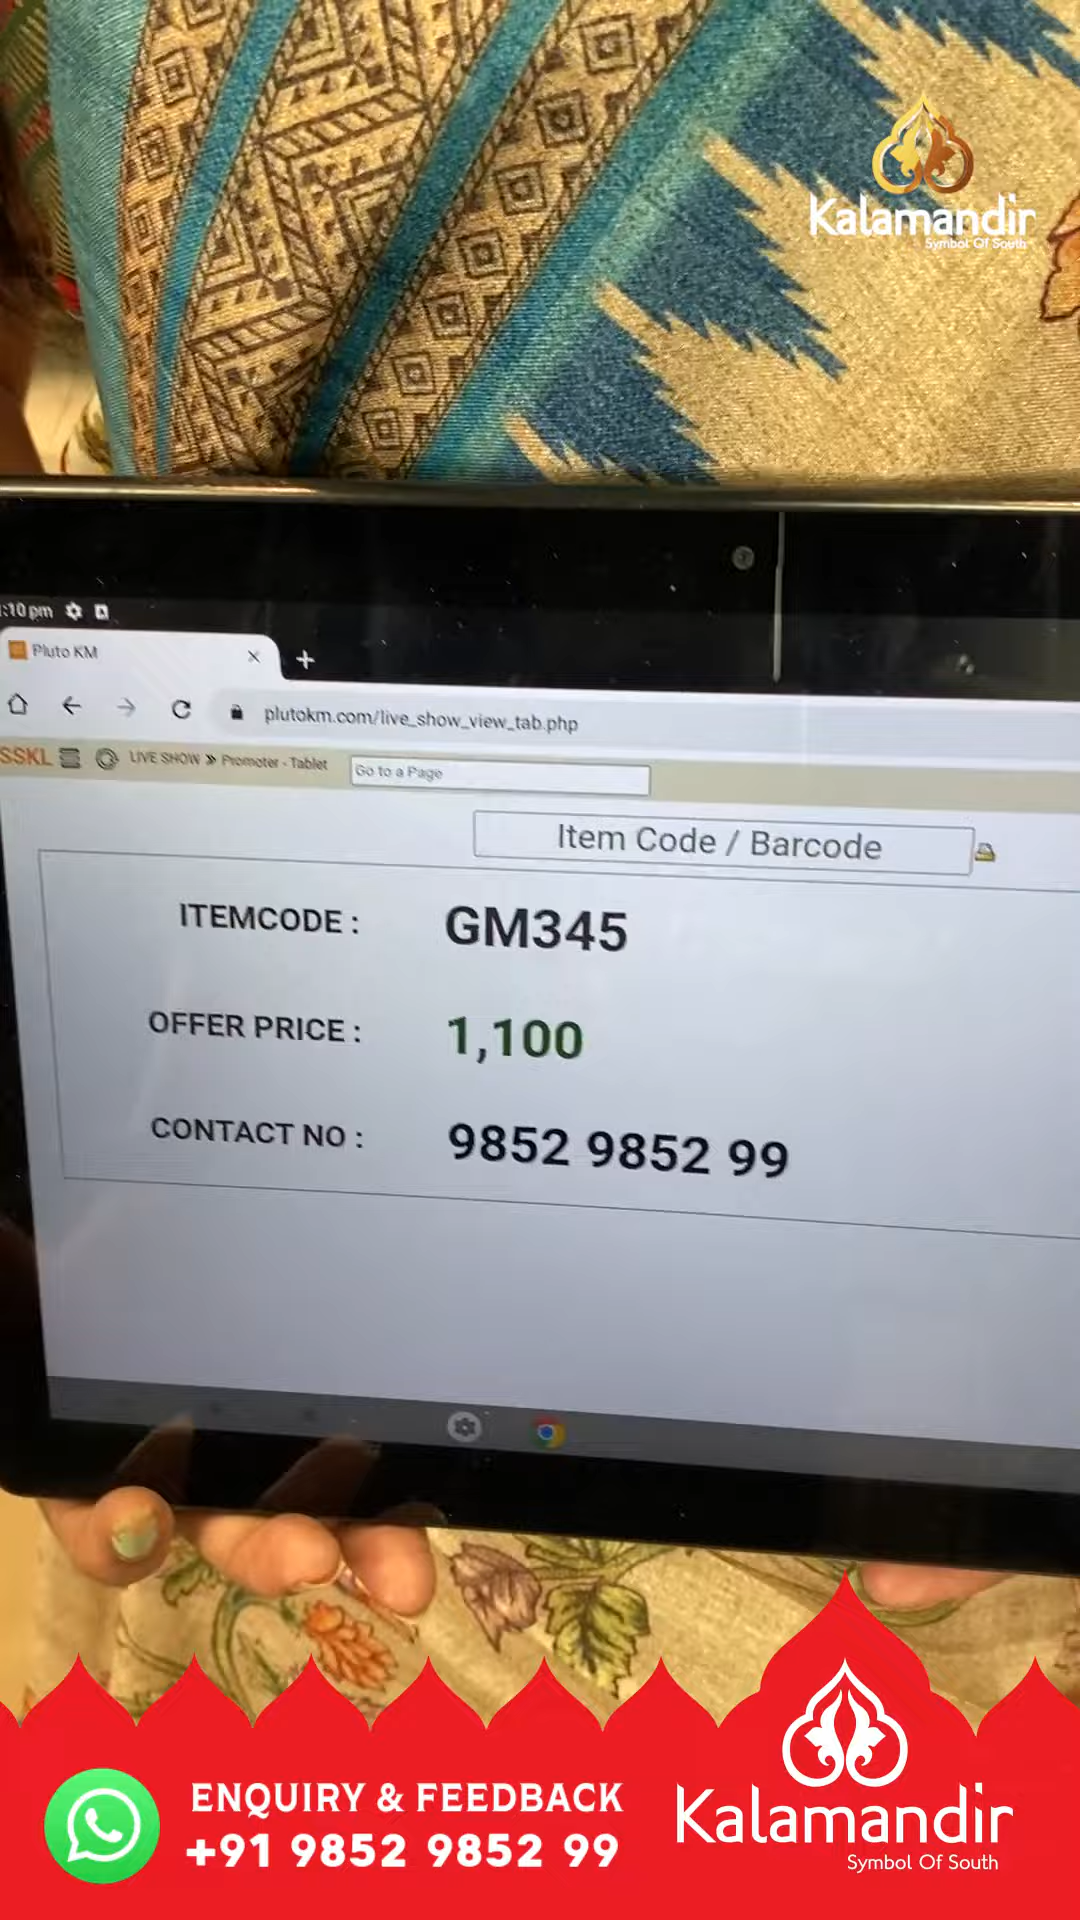 Kalamandir
Symbol Of South
:10 pm
Pluto KM
plutokm.com/live_show_view_tab.php
SSKL LIVE SHOW » Promoter - Tablet Go to a Page
Item Code / Barcode
ITEMCODE : GM345
OFFER PRICE : 1,100
CONTACT NO : 9852 9852 99
ENQUIRY & FEEDBACK
+91 9852 9852 99
Kalamandir
Symbol Of South